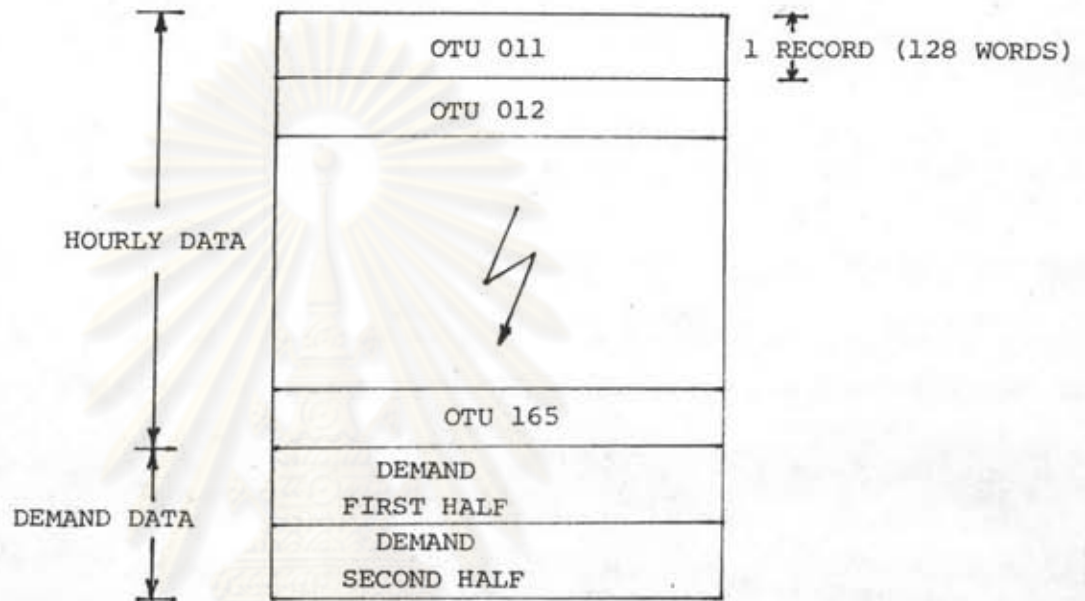 OTU 011
1 RECORD (128 WORDS)
OTU 012
HOURLY DATA
OTU 165
DEMAND
FIRST HALF
DEMAND DATA
DEMAND
SECOND HALF